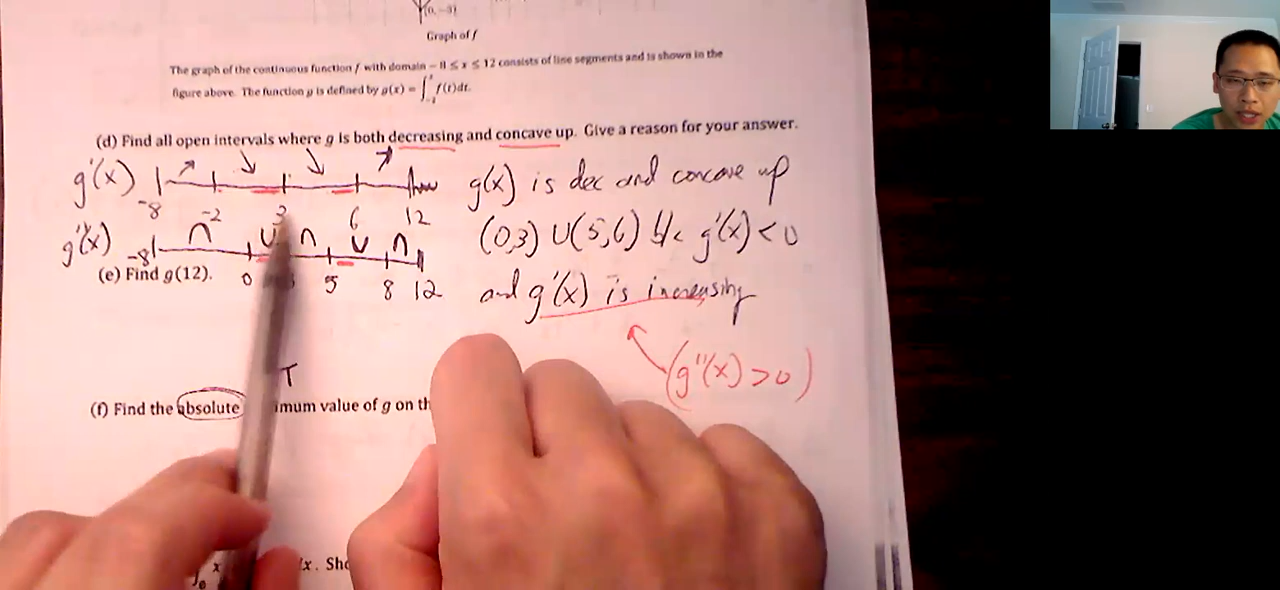 (0, -3)
Graph of f
The graph of the continuous function f with domain −8 ≤ x ≤ 12 consists of line segments and is shown in the
figure above. The function g is defined by g(x) = ∫ f(t)dt.
(d) Find all open intervals where g is both decreasing and concave up. Give a reason for your answer.
g'(x)
-8 -2 3 6 12
g''(x)
-8 0 5 8 12
g(x) is dec and concave up
(0,3) ∪ (5,6) b/c g'(x) < 0
and g'(x) is increasing
(g''(x) > 0)
(e) Find g(12).
(f) Find the absolute mum value of g on th